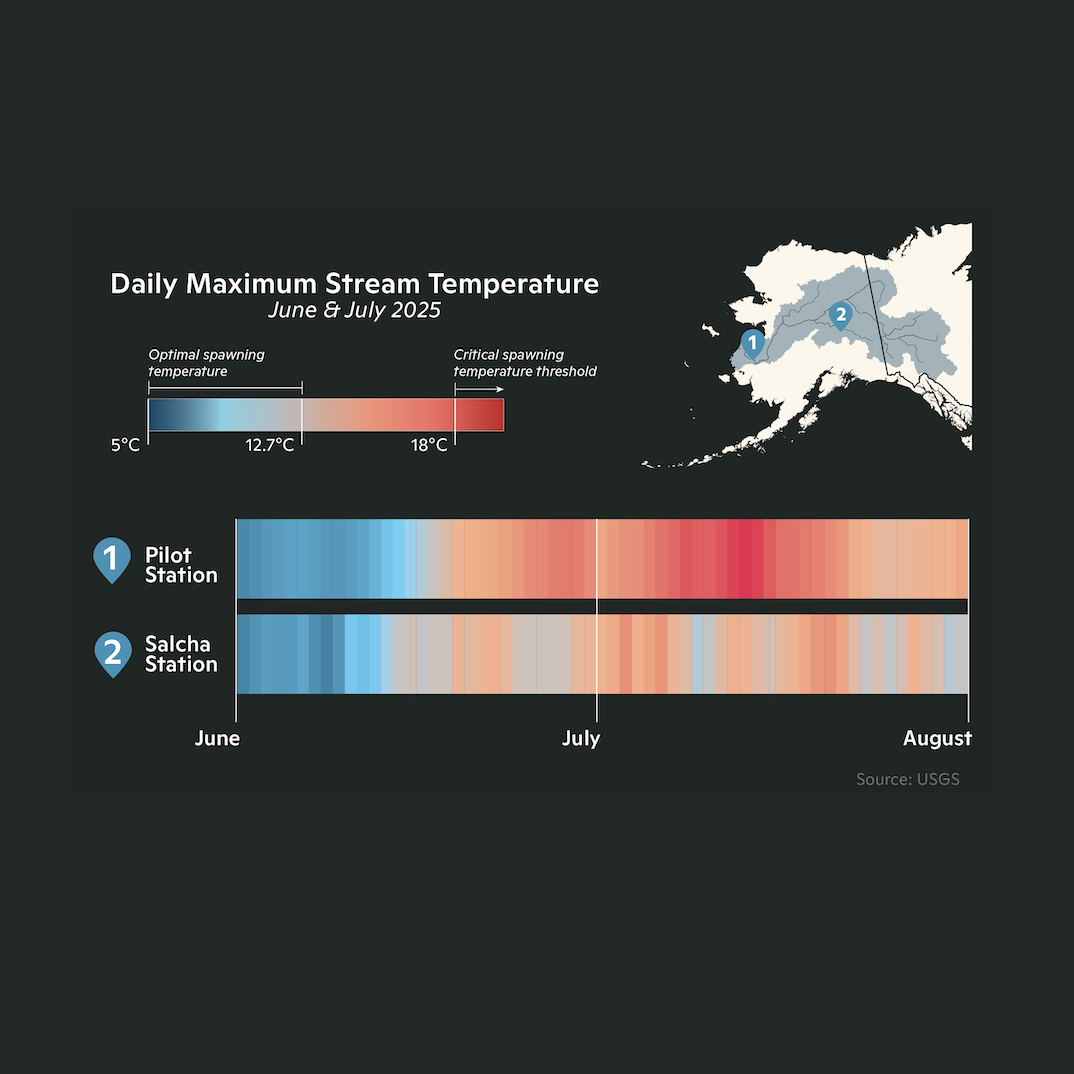 Daily Maximum Stream Temperature
June & July 2025
Optimal spawning
temperature
Critical spawning
temperature threshold
5°C
12.7°C
18°C
1
2
1
Pilot
Station
2
Salcha
Station
June
July
August
Source: USGS